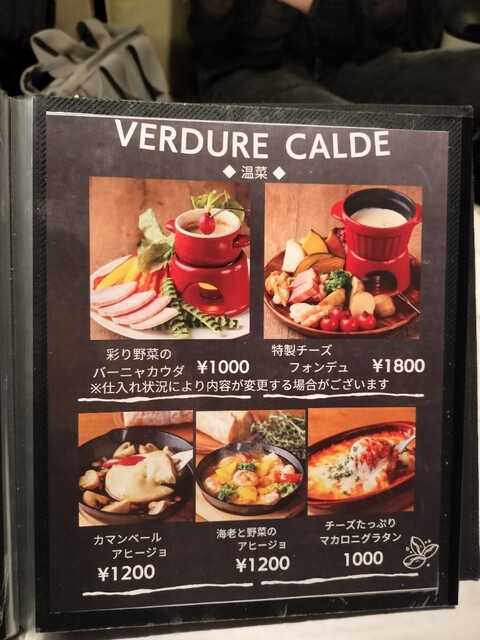 VERDURE CALDE
◆ 温菜 ◆
彩り野菜の
バーニャカウダ ¥1000
特製チーズ
フォンデュ ¥1800
※仕入れ状況により内容が変更する場合がございます
カマンベール
アヒージョ
¥1200
海老と野菜の
アヒージョ
¥1200
チーズたっぷり
マカロニグラタン
1000